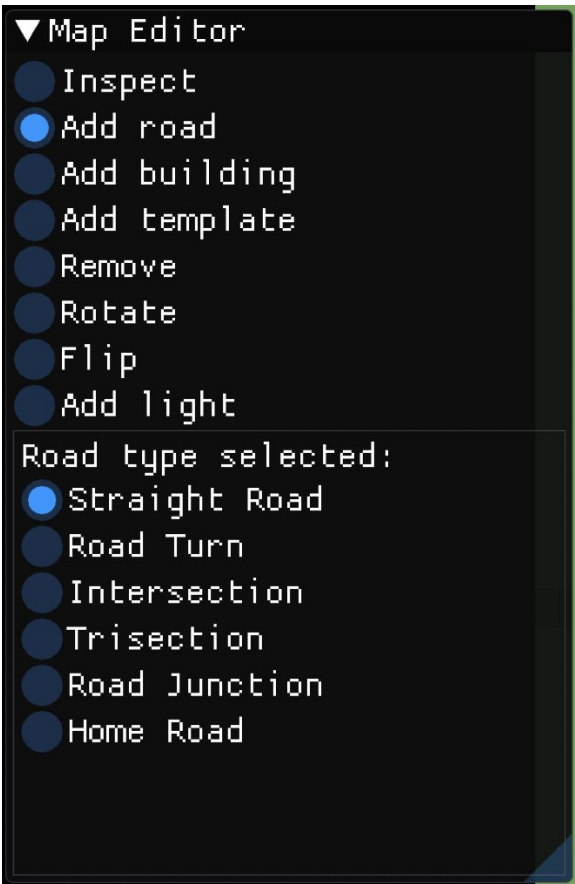 Map Editor
Inspect
Add road
Add building
Add template
Remove
Rotate
Flip
Add light
Road type selected:
Straight Road
Road Turn
Intersection
Trisection
Road Junction
Home Road